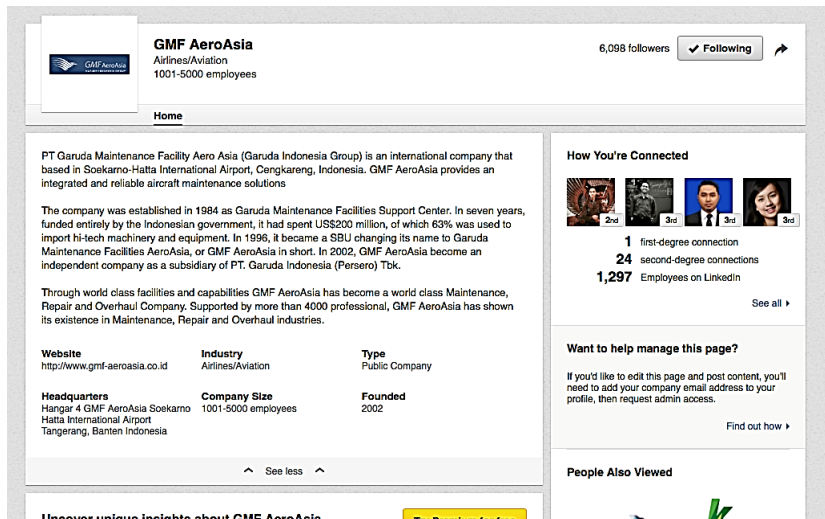 GMF AeroAsia
GMF AeroAsia
Airlines/Aviation
1001-5000 employees
6,098 followers
Following
Home
PT Garuda Maintenance Facility Aero Asia (Garuda Indonesia Group) is an international company that
based in Soekarno-Hatta International Airport, Cengkareng, Indonesia. GMF AeroAsia provides an
integrated and reliable aircraft maintenance solutions
The company was established in 1984 as Garuda Maintenance Facilities Support Center. In seven years,
funded entirely by the Indonesian government, it had spent US$200 million, of which 63% was used to
import hi-tech machinery and equipment. In 1996, it became a SBU changing its name to Garuda
Maintenance Facilities AeroAsia, or GMF AeroAsia in short. In 2002, GMF AeroAsia become an
independent company as a subsidiary of PT. Garuda Indonesia (Persero) Tbk.
Through world class facilities and capabilities GMF AeroAsia has become a world class Maintenance,
Repair and Overhaul Company. Supported by more than 4000 professional, GMF AeroAsia has shown
its existence in Maintenance, Repair and Overhaul industries.
Website
http://www.gmf-aeroasia.co.id
Industry
Airlines/Aviation
Type
Public Company
Headquarters
Hangar 4 GMF AeroAsia Soekarno
Hatta International Airport
Tangerang, Banten Indonesia
Company Size
1001-5000 employees
Founded
2002
See less
Uncover unique insights about GMF AeroAsia
Try Premium for free
How You're Connected
2nd
3rd
3rd
3rd
1 first-degree connection
24 second-degree connections
1,297 Employees on LinkedIn
See all
Want to help manage this page?
If you'd like to edit this page and post content, you'll
need to add your company email address to your
profile, then request admin access.
Find out how
People Also Viewed